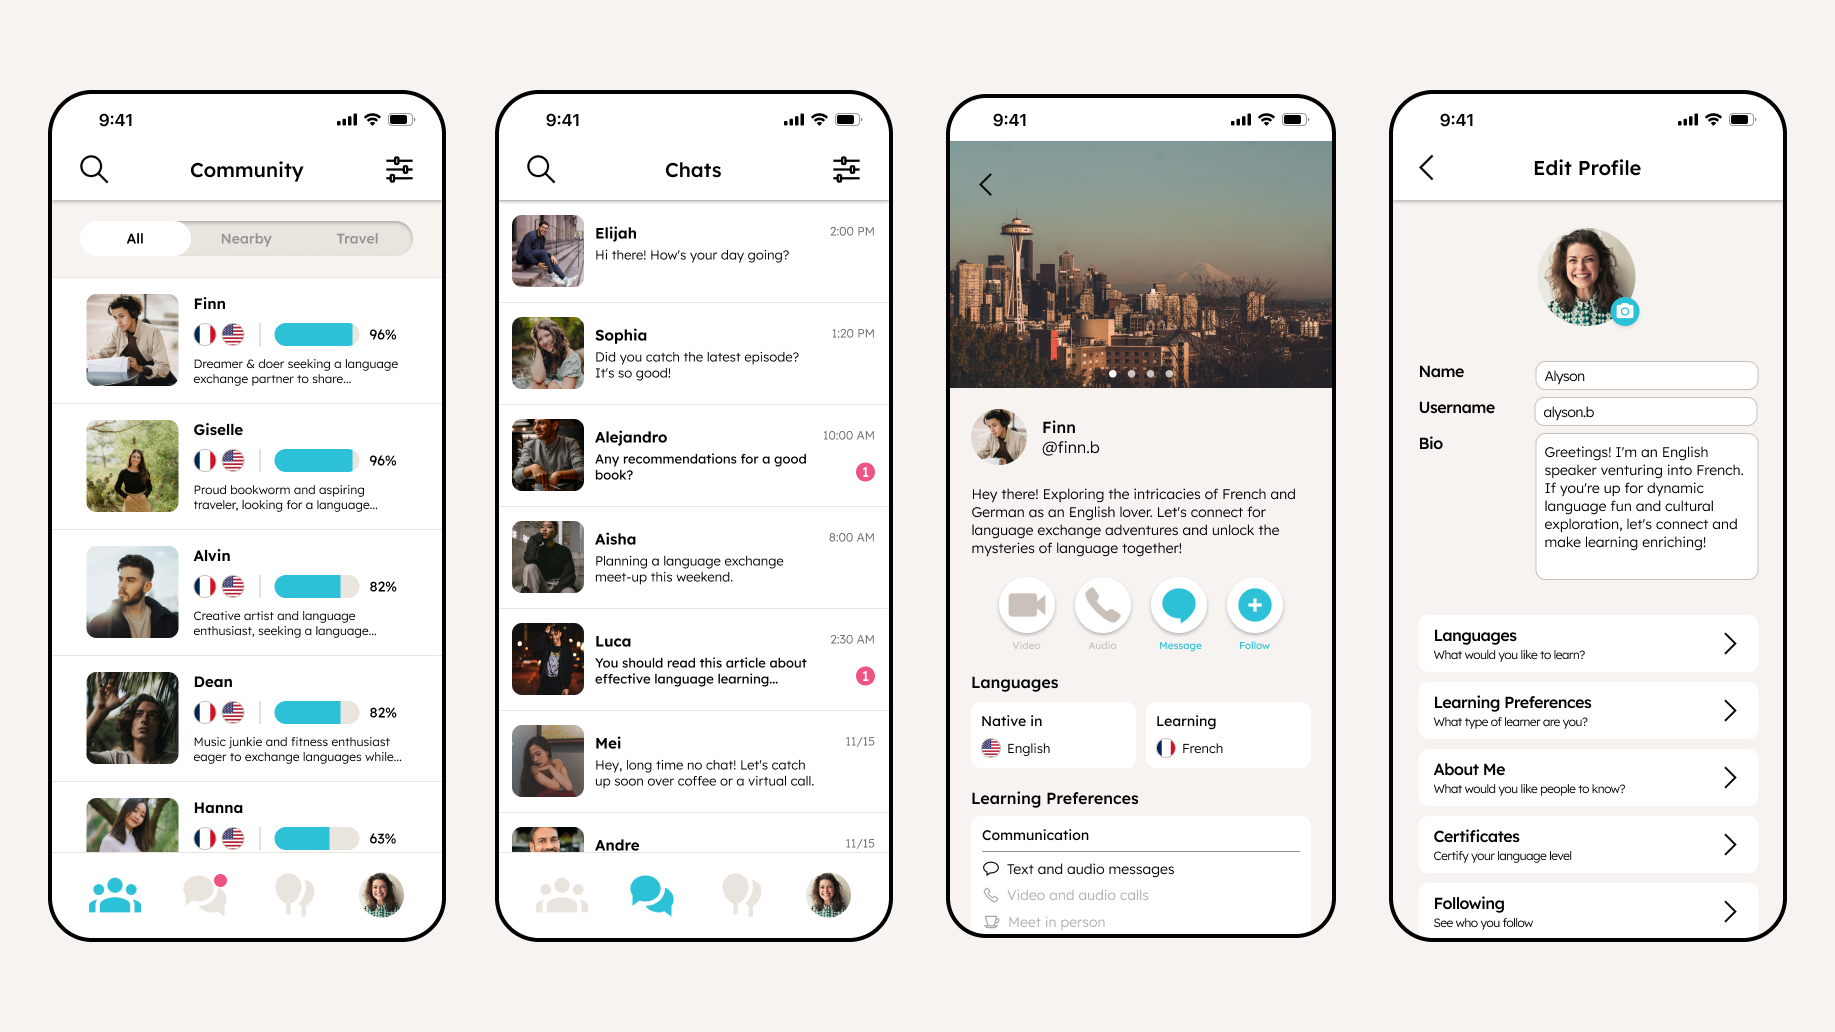 9:41
Community
All
Nearby
Travel
Finn
96%
Dreamer & doer seeking a language
exchange partner to share...
Giselle
96%
Proud bookworm and aspiring
traveler, looking for a language...
Alvin
82%
Creative artist and language
enthusiast, seeking a language...
Dean
82%
Music junkie and fitness enthusiast
eager to exchange languages while...
Hanna
63%
9:41
Chats
Elijah
2:00 PM
Hi there! How's your day going?
Sophia
1:20 PM
Did you catch the latest episode?
It's so good!
Alejandro
10:00 AM
Any recommendations for a good
book?
1
Aisha
8:00 AM
Planning a language exchange
meet-up this weekend.
Luca
2:30 AM
You should read this article about
effective language learning...
1
Mei
11/15
Hey, long time no chat! Let's catch
up soon over coffee or a virtual call.
Andre
11/15
9:41
Finn
@finn.b
Hey there! Exploring the intricacies of French and
German as an English lover. Let's connect for
language exchange adventures and unlock the
mysteries of language together!
Video
Audio
Message
Follow
Languages
Native in
English
Learning
French
Learning Preferences
Communication
Text and audio messages
Video and audio calls
Meet in person
9:41
Edit Profile
Name
Alyson
Username
alyson.b
Bio
Greetings! I'm an English
speaker venturing into French.
If you're up for dynamic
language fun and cultural
exploration, let's connect and
make learning enriching!
Languages
What would you like to learn?
Learning Preferences
What type of learner are you?
About Me
What would you like people to know?
Certificates
Certify your language level
Following
See who you follow